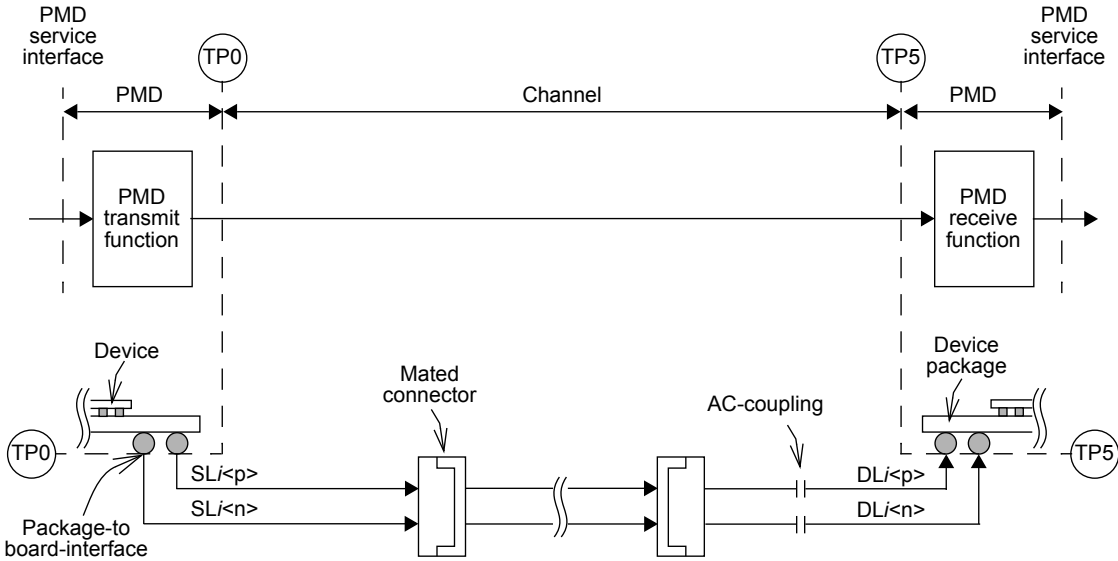 PMD
service
interface
TP0
TP5
PMD
service
interface
PMD
Channel
PMD
PMD
transmit
function
PMD
receive
function
Device
Mated
connector
AC-coupling
Device
package
TP0
TP5
SLi<p>
DLi<p>
SLi<n>
DLi<n>
Package-to
board-interface